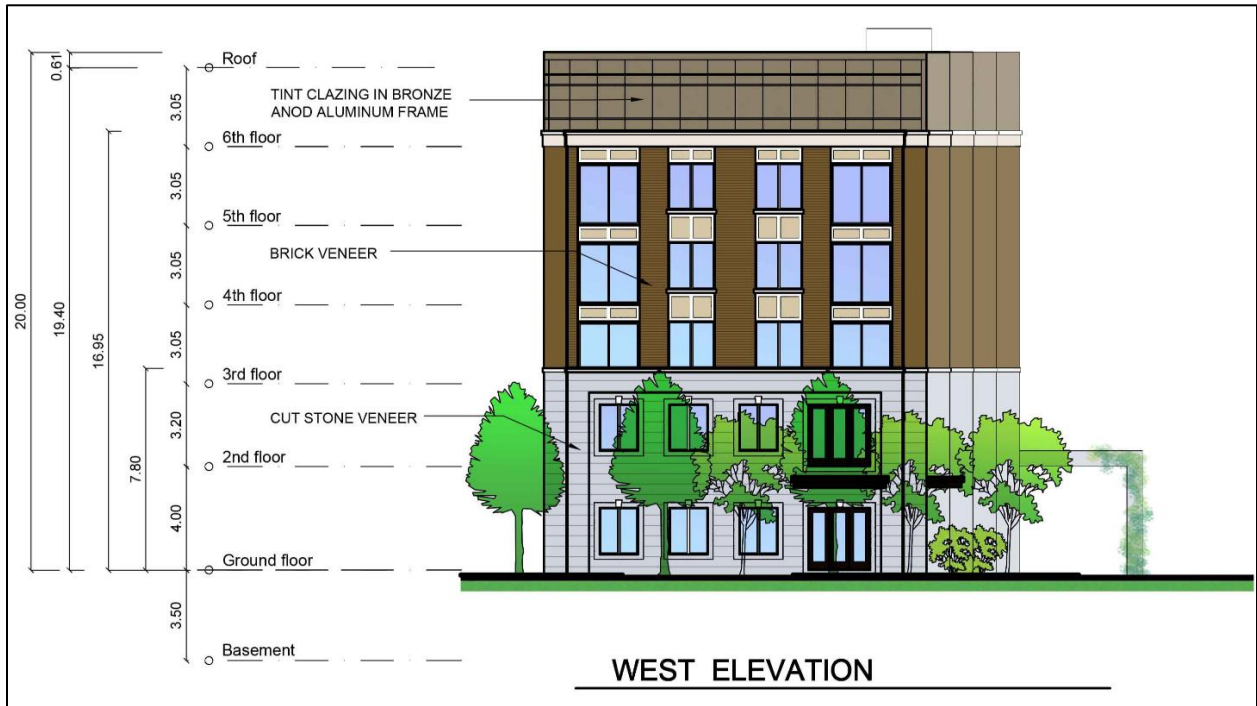 Roof
0.61
3.05
TINT CLAZING IN BRONZE
ANOD ALUMINUM FRAME
6th floor
3.05
5th floor
BRICK VENEER
3.05
4th floor
20.00
19.40
16.95
3.05
3rd floor
CUT STONE VENEER
3.20
7.80
2nd floor
4.00
Ground floor
3.50
Basement
WEST ELEVATION